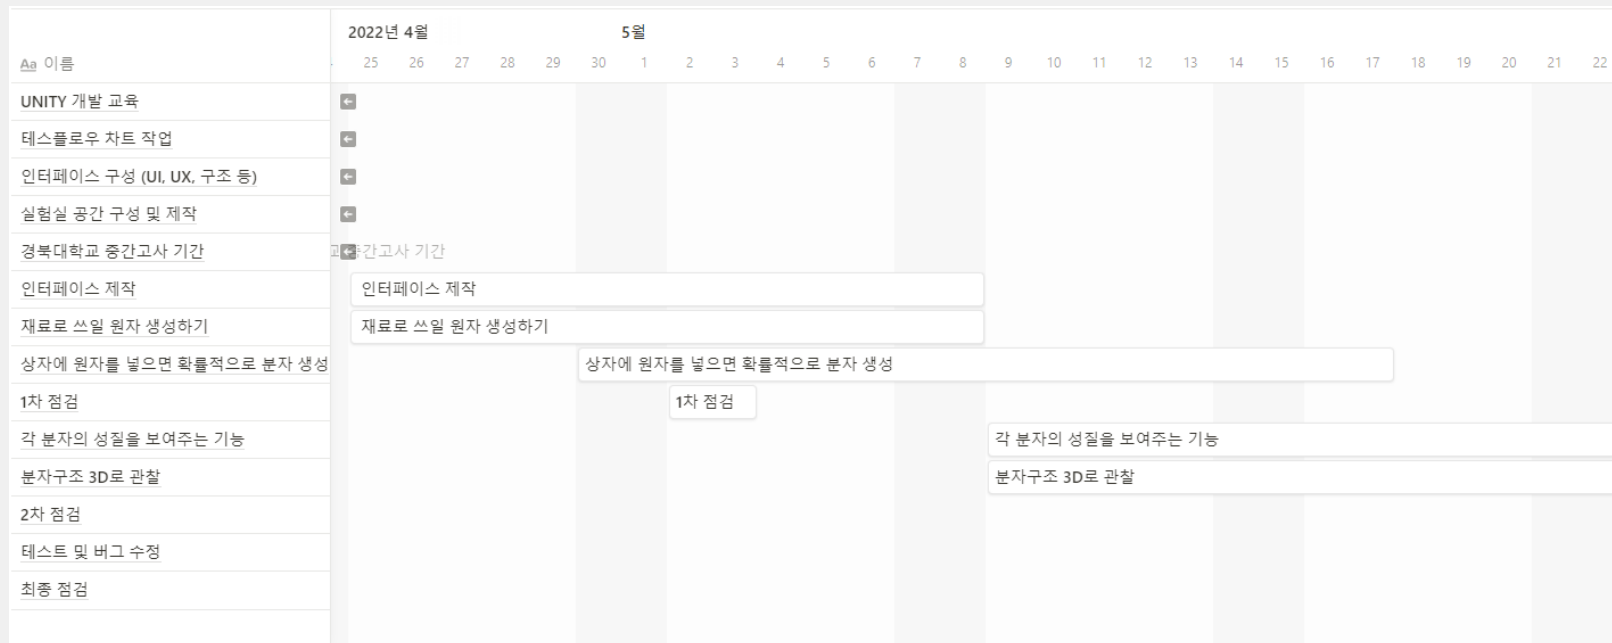 2022년 4월 5월
Aa 이름 25 26 27 28 29 30 1 2 3 4 5 6 7 8 9 10 11 12 13 14 15 16 17 18 19 20 21 22
UNITY 개발 교육
테스플로우 차트 작업
인터페이스 구성 (UI, UX, 구조 등)
실험실 공간 구성 및 제작
경북대학교 중간고사 기간 중간고사 기간
인터페이스 제작 인터페이스 제작
재료로 쓰일 원자 생성하기 재료로 쓰일 원자 생성하기
상자에 원자를 넣으면 확률적으로 분자 생성 상자에 원자를 넣으면 확률적으로 분자 생성
1차 점검 1차 점검
각 분자의 성질을 보여주는 기능 각 분자의 성질을 보여주는 기능
분자구조 3D로 관찰 분자구조 3D로 관찰
2차 점검
테스트 및 버그 수정
최종 점검